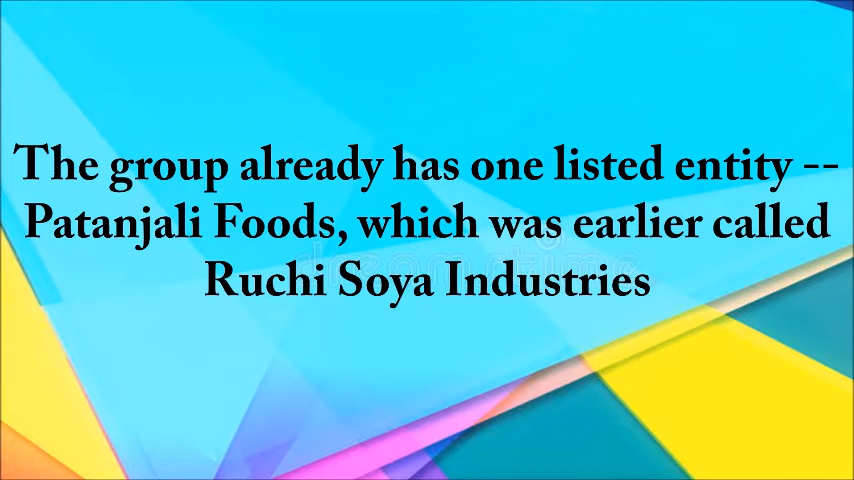 The group already has one listed entity --
Patanjali Foods, which was earlier called
Ruchi Soya Industries